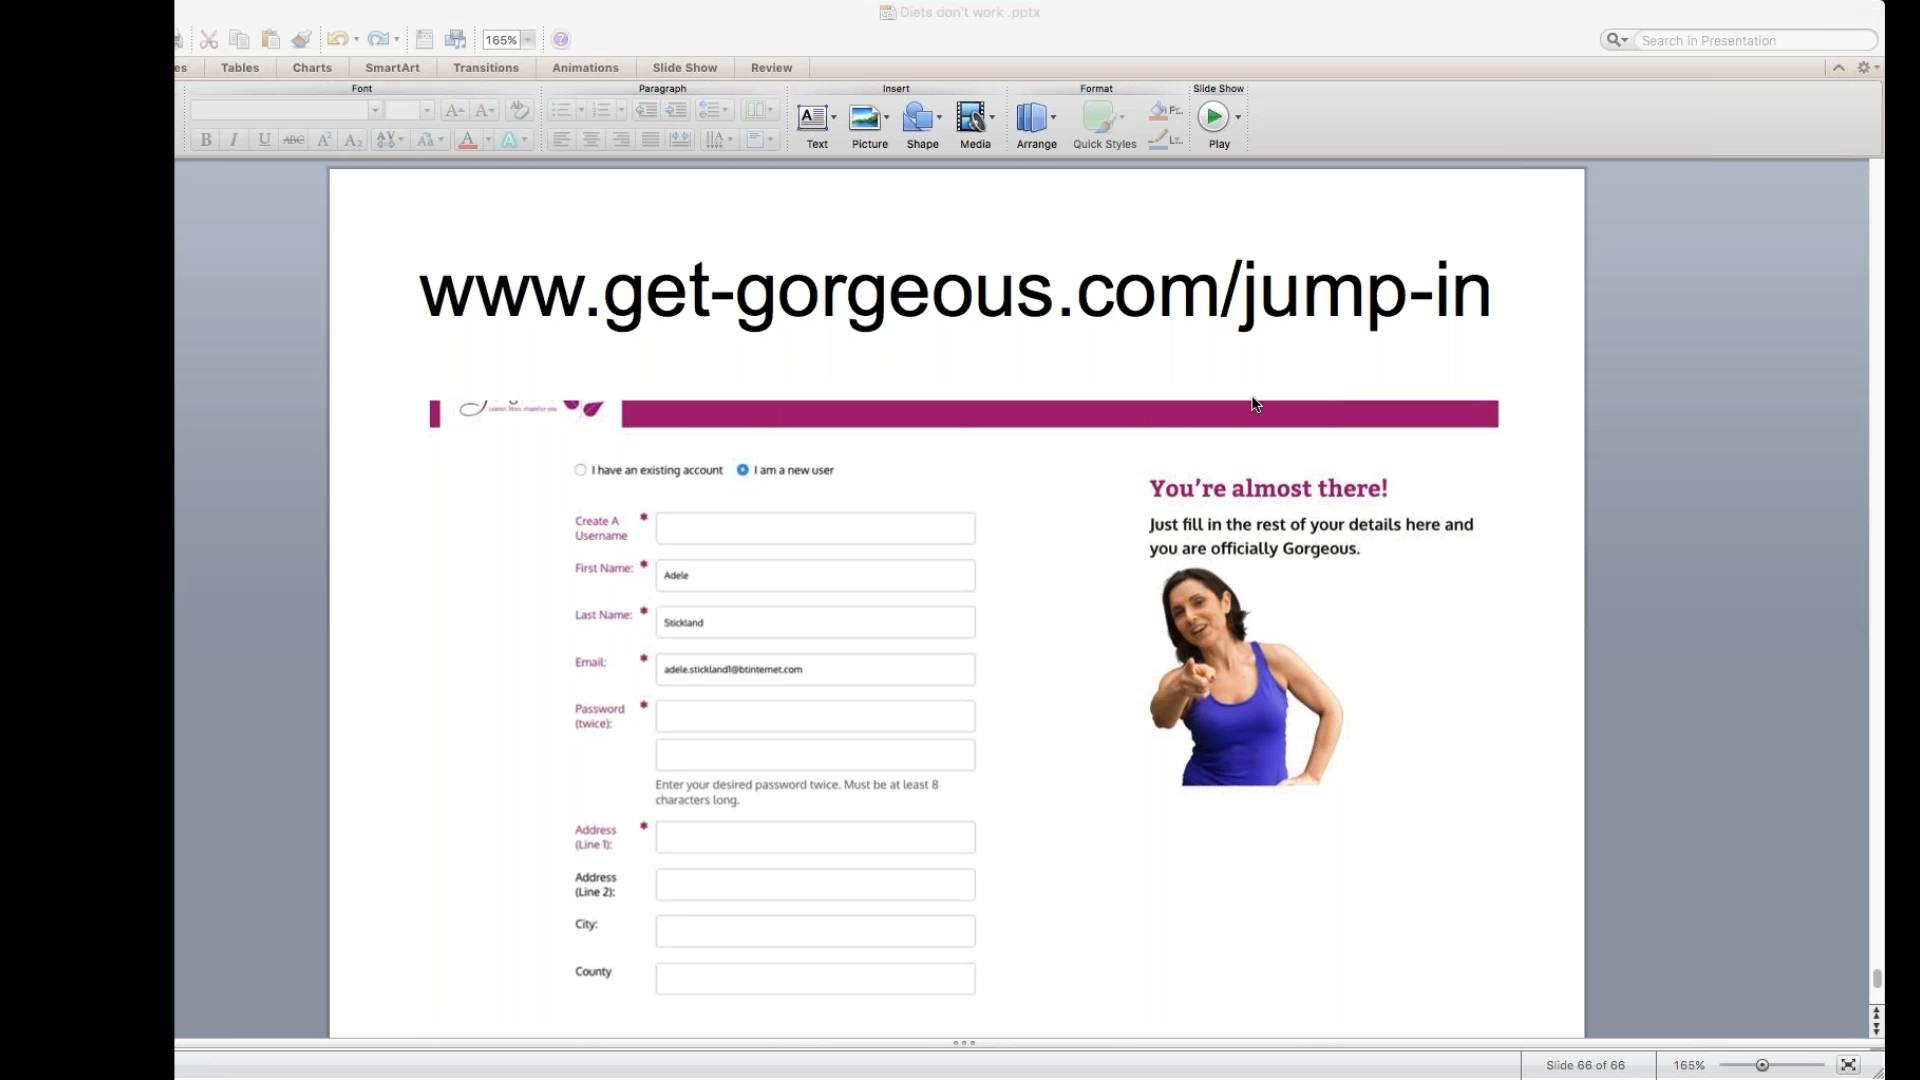 Diets don't work .pptx
165%
Search in Presentation
es Tables Charts SmartArt Transitions Animations Slide Show Review
Font Paragraph Insert Format Slide Show
Text Picture Shape Media Arrange Quick Styles Play
www.get-gorgeous.com/jump-in
I have an existing account I am a new user
You're almost there!
Just fill in the rest of your details here and
you are officially Gorgeous.
Create A
Username
*
First Name: * Adele
Last Name: * Stickland
Email: * adele.stickland1@btinternet.com
Password
(twice):
*
Enter your desired password twice. Must be at least 8
characters long.
Address
(Line 1):
*
Address
(Line 2):
City:
County
Slide 66 of 66 165%